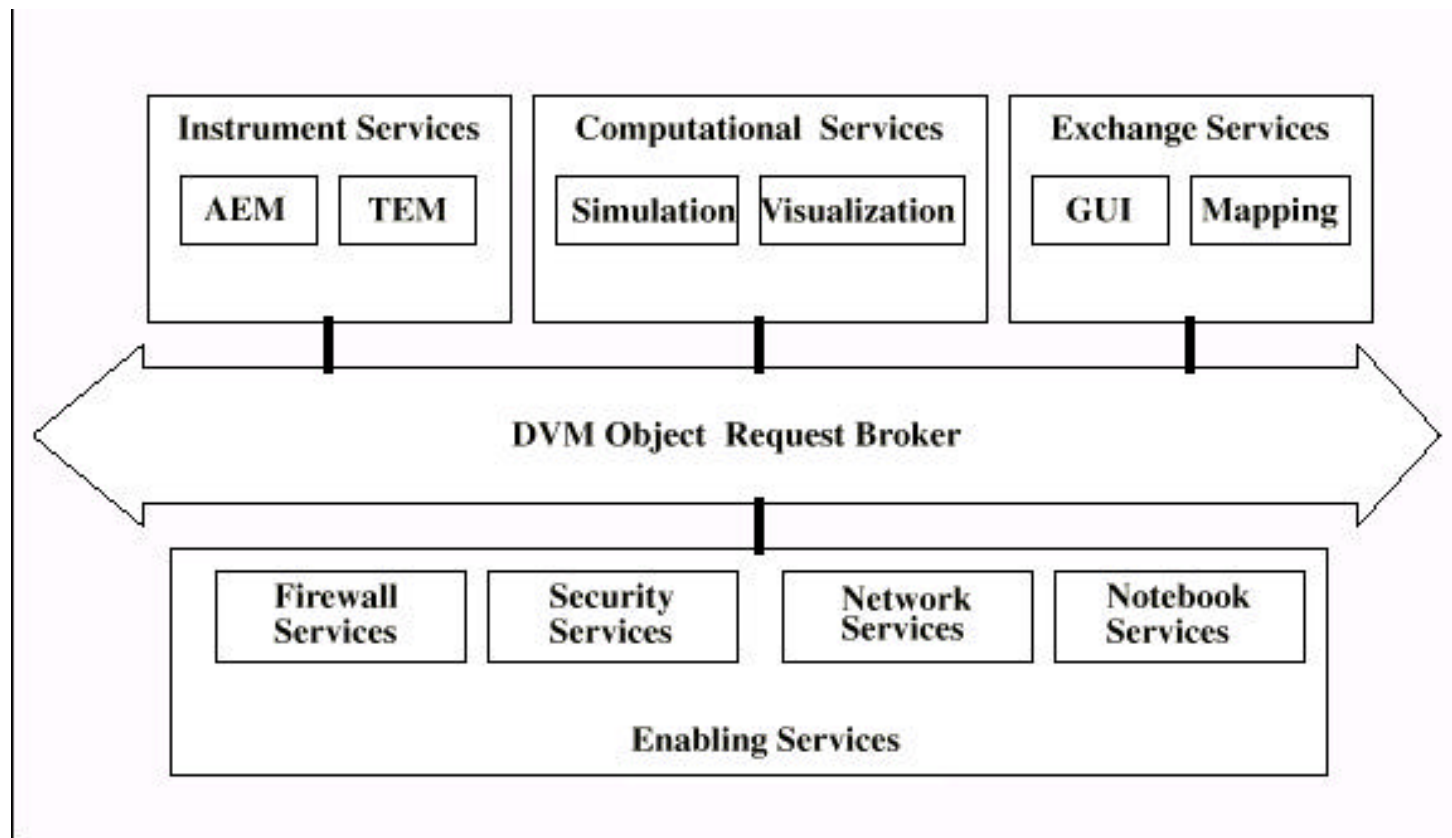 Instrument Services
AEM
TEM
Computational Services
Simulation
Visualization
Exchange Services
GUI
Mapping
DVM Object Request Broker
Firewall
Services
Security
Services
Network
Services
Notebook
Services
Enabling Services